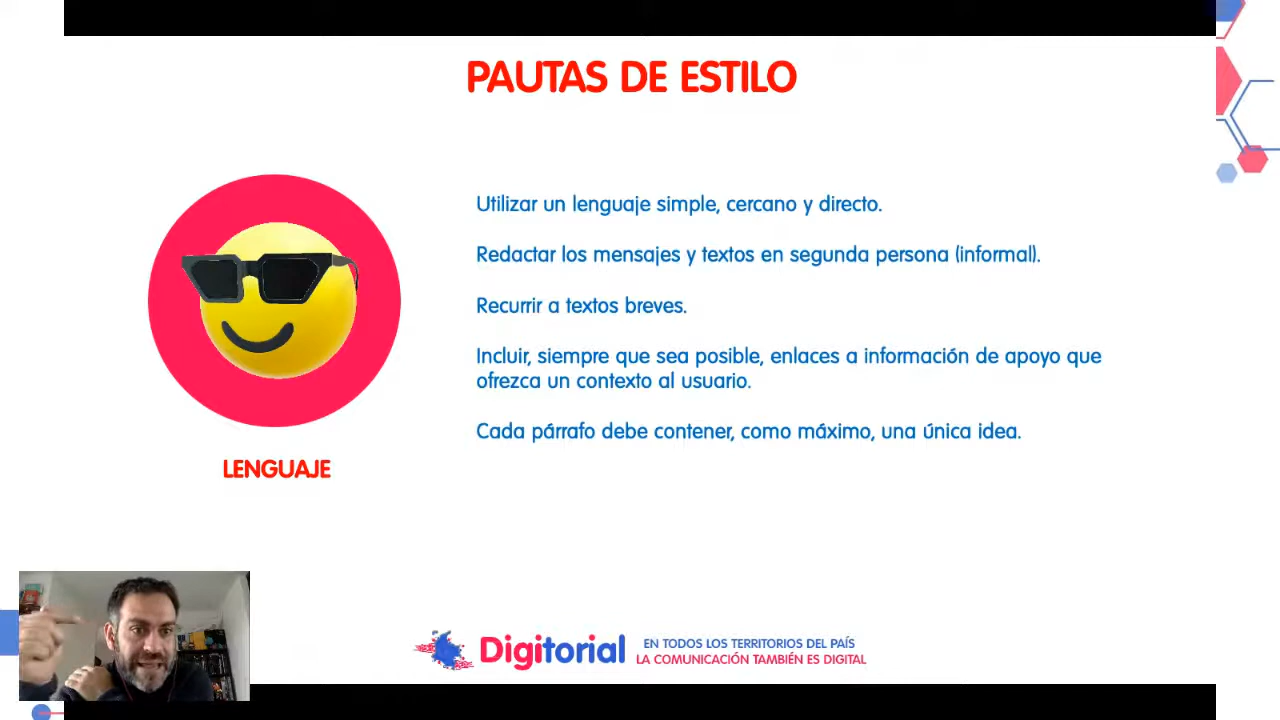 PAUTAS DE ESTILO
Utilizar un lenguaje simple, cercano y directo.
Redactar los mensajes y textos en segunda persona (informal).
Recurrir a textos breves.
Incluir, siempre que sea posible, enlaces a información de apoyo que
ofrezca un contexto al usuario.
Cada párrafo debe contener, como máximo, una única idea.
LENGUAJE
Digitorial
EN TODOS LOS TERRITORIOS DEL PAÍS
LA COMUNICACIÓN TAMBIÉN ES DIGITAL